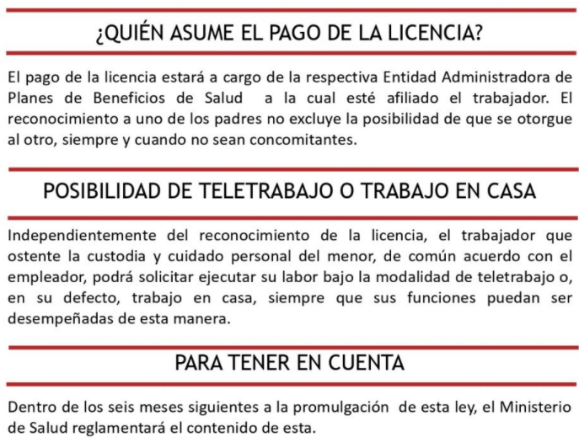 ¿QUIÉN ASUME EL PAGO DE LA LICENCIA?
El pago de la licencia estará a cargo de la respectiva Entidad Administradora de
Planes de Beneficios de Salud a la cual esté afiliado el trabajador. El
reconocimiento a uno de los padres no excluye la posibilidad de que se otorgue
al otro, siempre y cuando no sean concomitantes.
POSIBILIDAD DE TELETRABAJO O TRABAJO EN CASA
Independientemente del reconocimiento de la licencia, el trabajador que
ostente la custodia y cuidado personal del menor, de común acuerdo con el
empleador, podrá solicitar ejecutar su labor bajo la modalidad de teletrabajo o,
en su defecto, trabajo en casa, siempre que sus funciones puedan ser
desempeñadas de esta manera.
PARA TENER EN CUENTA
Dentro de los seis meses siguientes a la promulgación de esta ley, el Ministerio
de Salud reglamentará el contenido de esta.